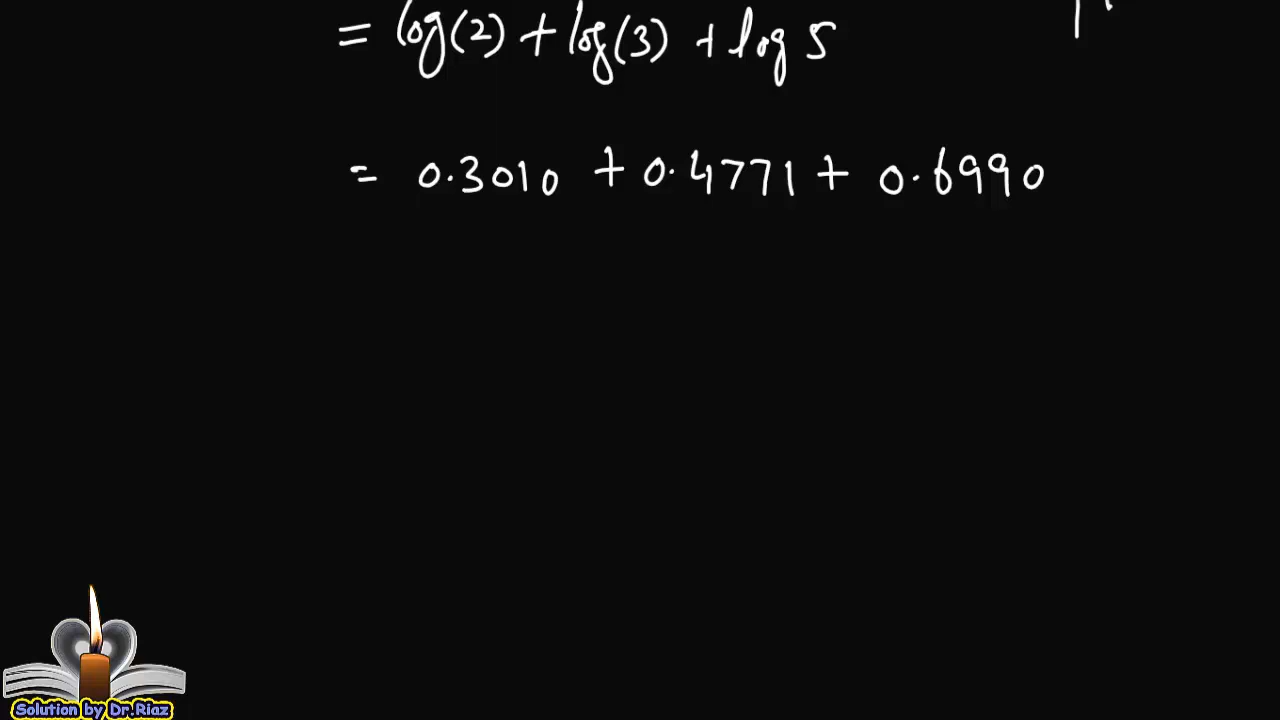 = log(2) + log(3) + log 5
= 0.3010 + 0.4771 + 0.6990
Solution by Dr.Riaz